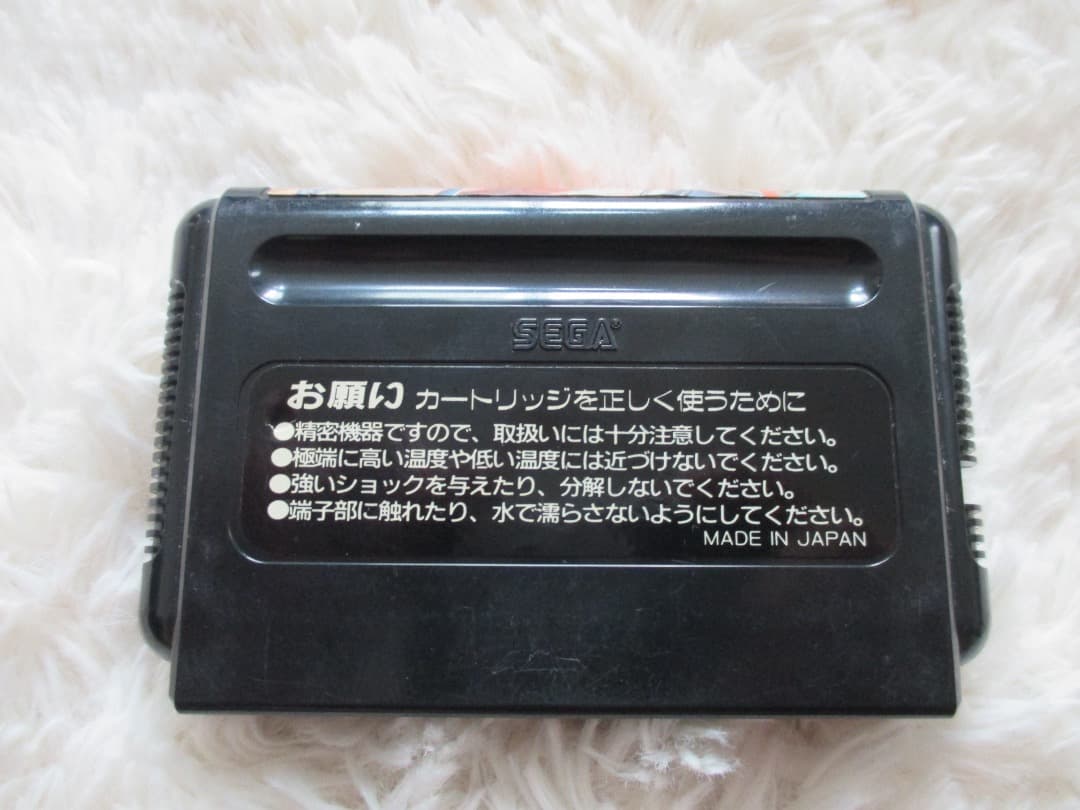 SEGA®
お願い カートリッジを正しく使うために
●精密機器ですので、取扱いには十分注意してください。
●極端に高い温度や低い温度には近づけないでください。
●強いショックを与えたり、分解しないでください。
●端子部に触れたり、水で濡らさないようにしてください。
MADE IN JAPAN